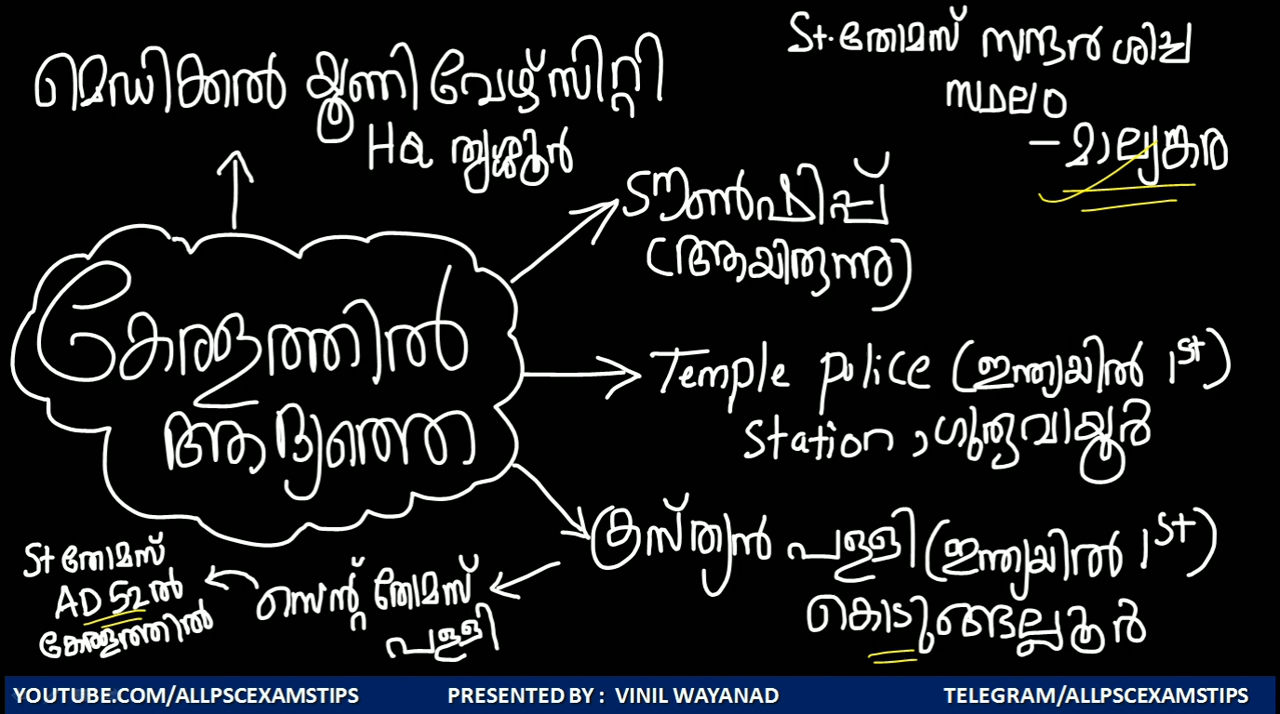 St. തോമസ് സന്ദർശിച്ച
സ്ഥലം
– മാല്യങ്കര
മെഡിക്കൽ യൂണിവേഴ്സിറ്റി
HQ തൃശ്ശൂർ
ടൗൺഷിപ്പ്
(ആയിരുന്നു)
കേരളത്തിൽ
ആദ്യത്തെ
Temple police (ഇന്ത്യയിൽ 1st)
Station , ഗുരുവായൂർ
ക്രസ്ത്യൻ പള്ളി (ഇന്ത്യയിൽ 1st)
കൊടുങ്ങല്ലൂർ
സെന്റ് തോമസ്
പള്ളി
St തോമസ്
AD 52ൽ
കേരളത്തിൽ
YOUTUBE.COM/ALLPSCEXAMSTIPS PRESENTED BY : VINIL WAYANAD TELEGRAM/ALLPSCEXAMSTIPS